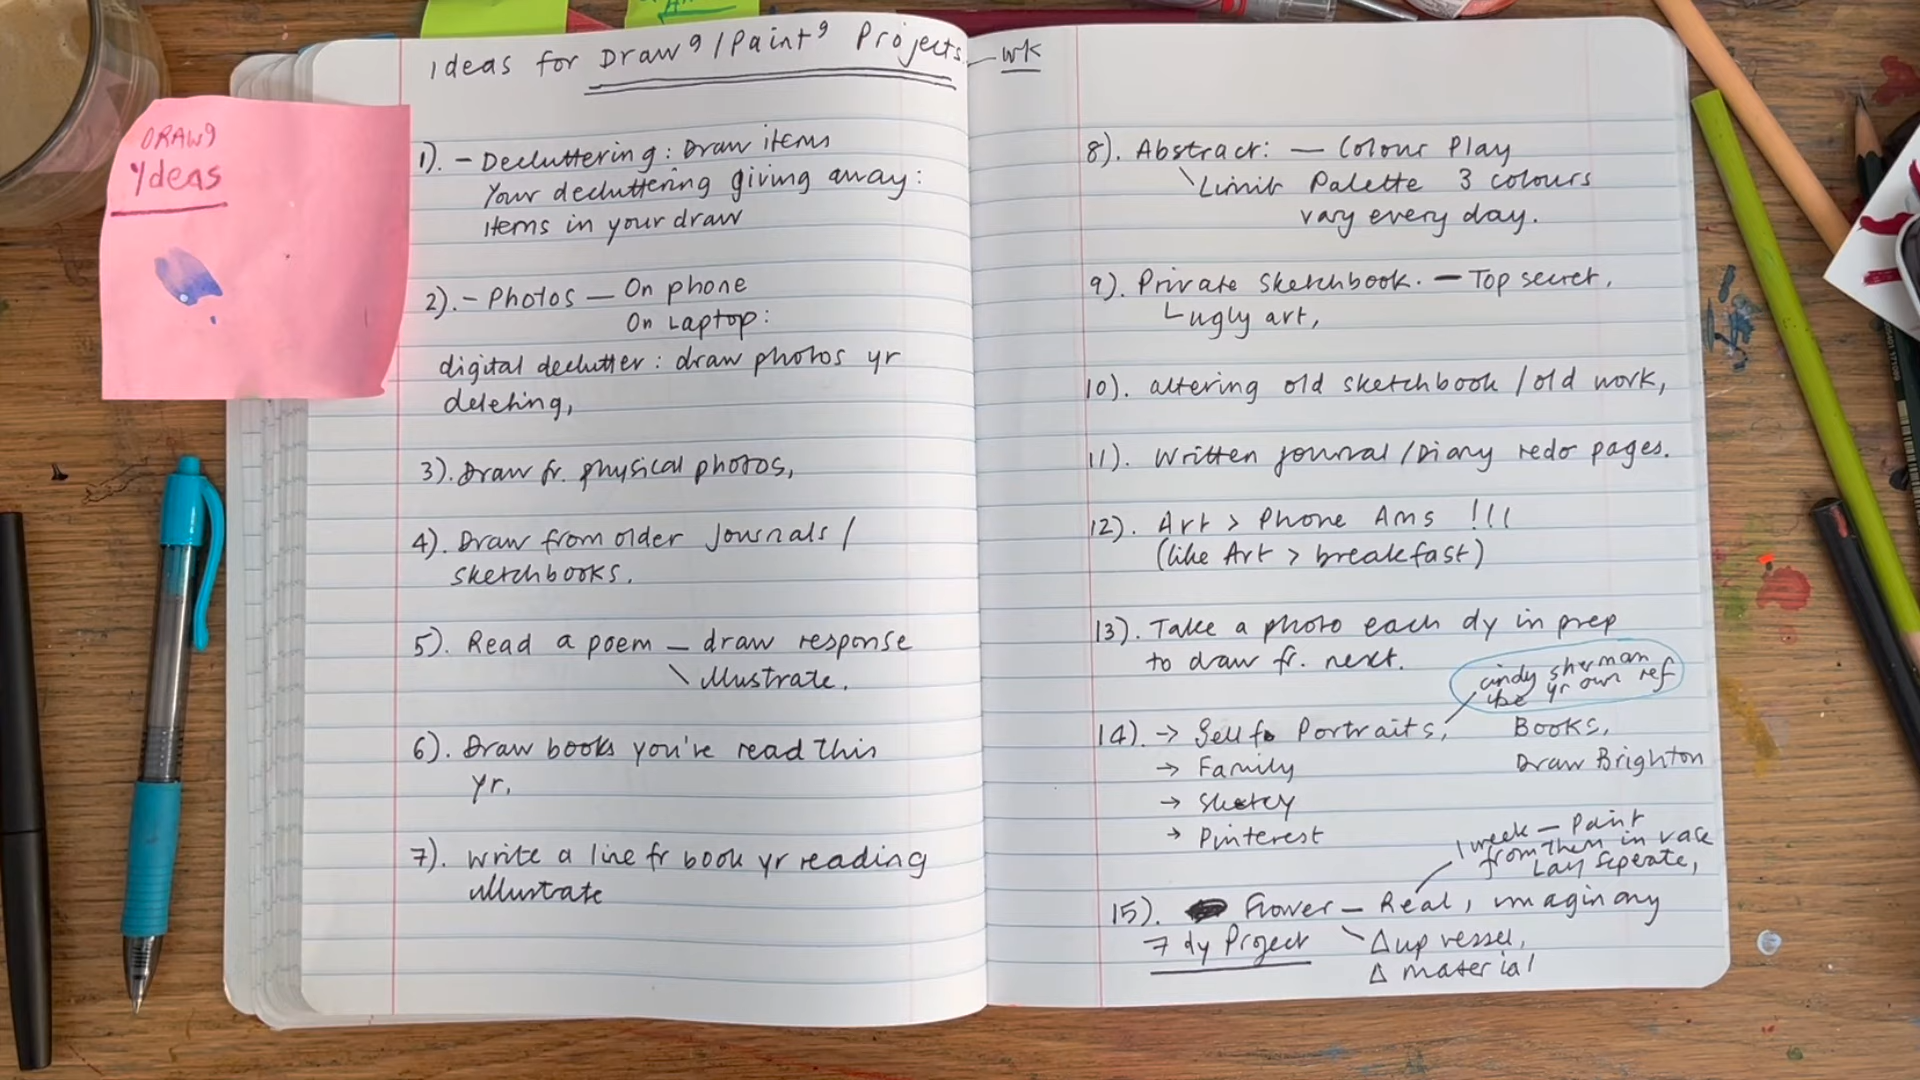 Ideas for Draw9/Paint9 Projects — wk
DRAW9
Ydeas
1). – Decluttering: Draw items
Your decluttering giving away:
items in your draw
2). – Photos — On phone
On Laptop:
digital declutter: draw photos yr
deleting,
3). Draw fr. physical photos,
4). Draw from older Journals /
sketchbooks.
5). Read a poem — draw response
\ illustrate.
6). Draw books you've read this
yr.
7). Write a line fr book yr reading
illustrate
8). Abstract: — Colour Play
\ Limit Palette 3 colours
vary every day.
9). Private Sketchbook. — Top secret.
ugly art,
10). altering old sketchbook / old work,
11). Written journal / Diary redo pages.
12). Art > Phone Ams !!!
(like Art > breakfast)
13). Take a photo each dy in prep
to draw fr. next.
cindy sherman
yr own ref
14). → Self Portraits,
→ Family
→ Sketcy
→ Pinterest
Books,
Draw Brighton
1 week — Paint
from them in vase
Lay seperate,
15). Flower — Real, imaginary
7 dy Project
\ Δ up vessel,
Δ material